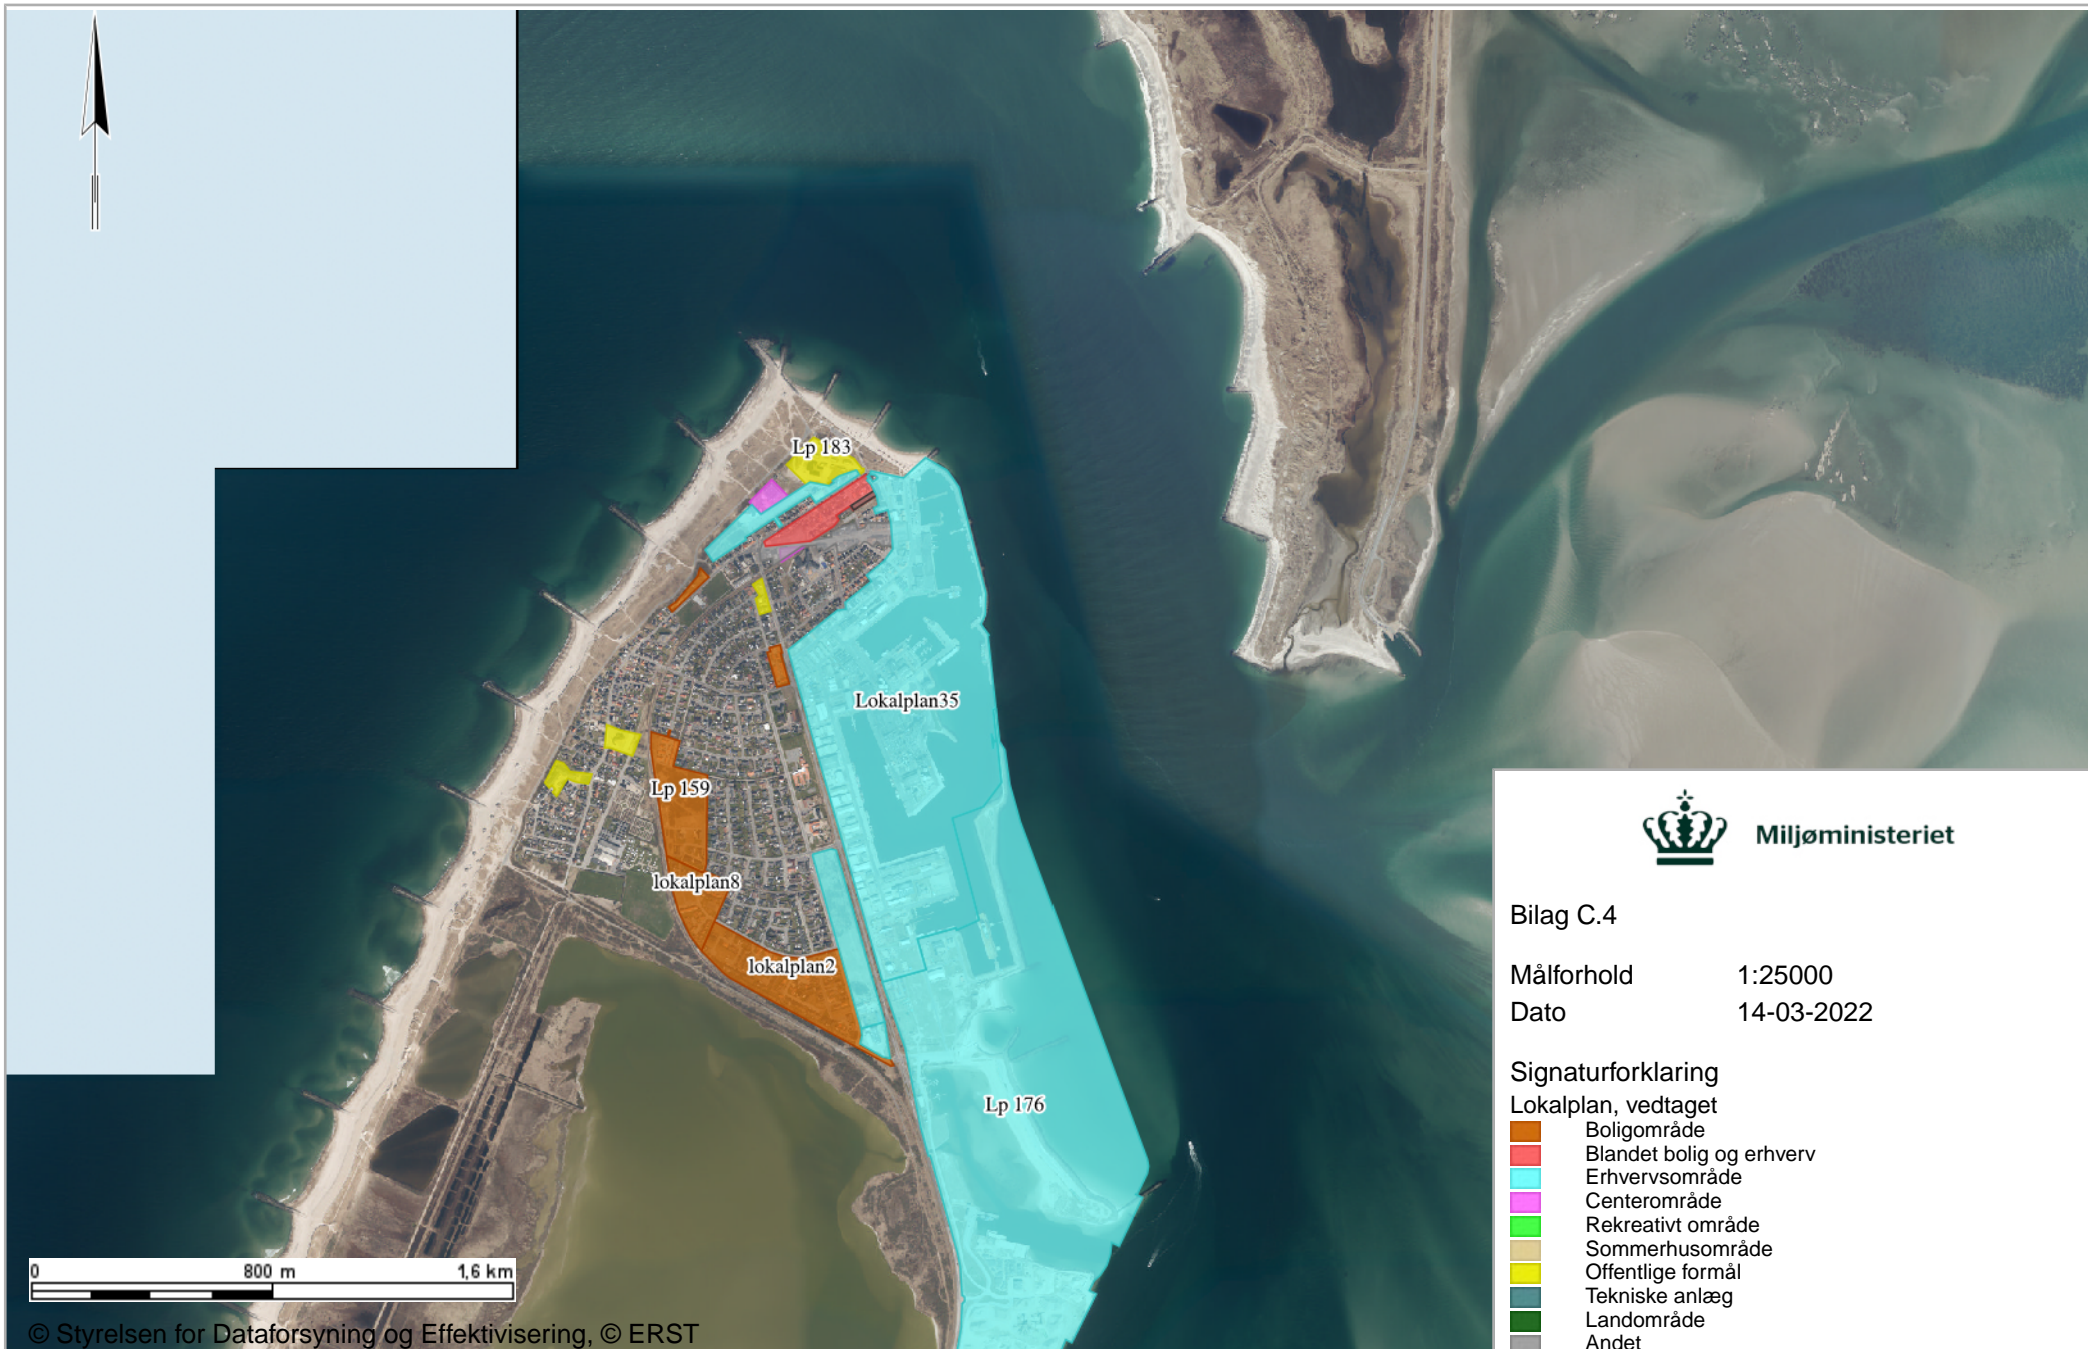 Lp 183
Lokalplan35
Lp 159
lokalplan8
lokalplan2
Lp 176
0 800 m 1,6 km
© Styrelsen for Dataforsyning og Effektivisering, © ERST
Miljøministeriet
Bilag C.4
Målforhold 1:25000
Dato 14-03-2022
Signaturforklaring
Lokalplan, vedtaget
Boligområde
Blandet bolig og erhverv
Erhvervsområde
Centerområde
Rekreativt område
Sommerhusområde
Offentlige formål
Tekniske anlæg
Landområde
Andet